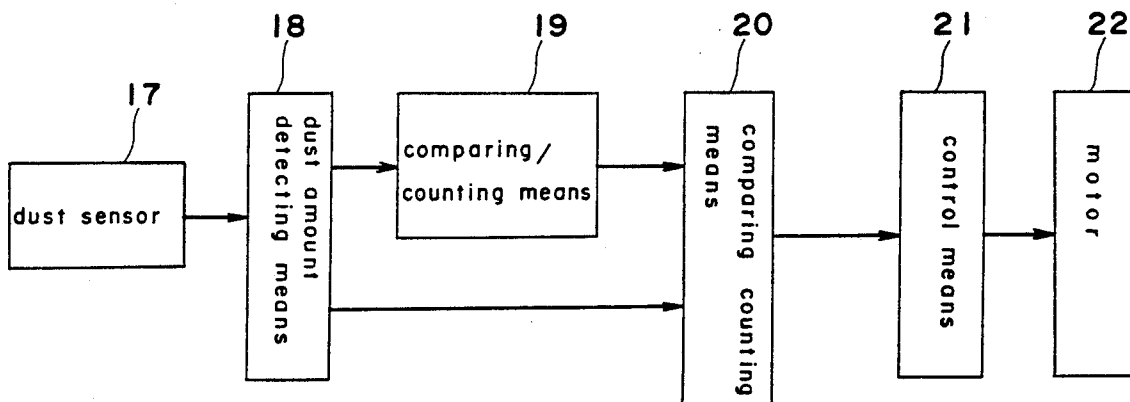 17
18
19
20
21
22
dust sensor
dust amount
detecting means
comparing/
counting means
comparing counting
means
control means
motor